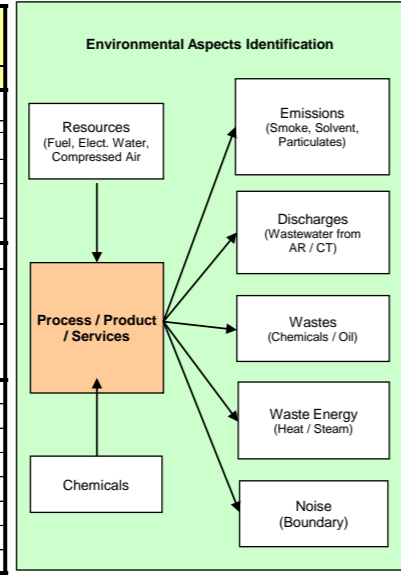 Environmental Aspects Identification
Resources
(Fuel, Elect. Water,
Compressed Air
Process / Product
/ Services
Chemicals
Emissions
(Smoke, Solvent,
Particulates)
Discharges
(Wastewater from
AR / CT)
Wastes
(Chemicals / Oil)
Waste Energy
(Heat / Steam)
Noise
(Boundary)